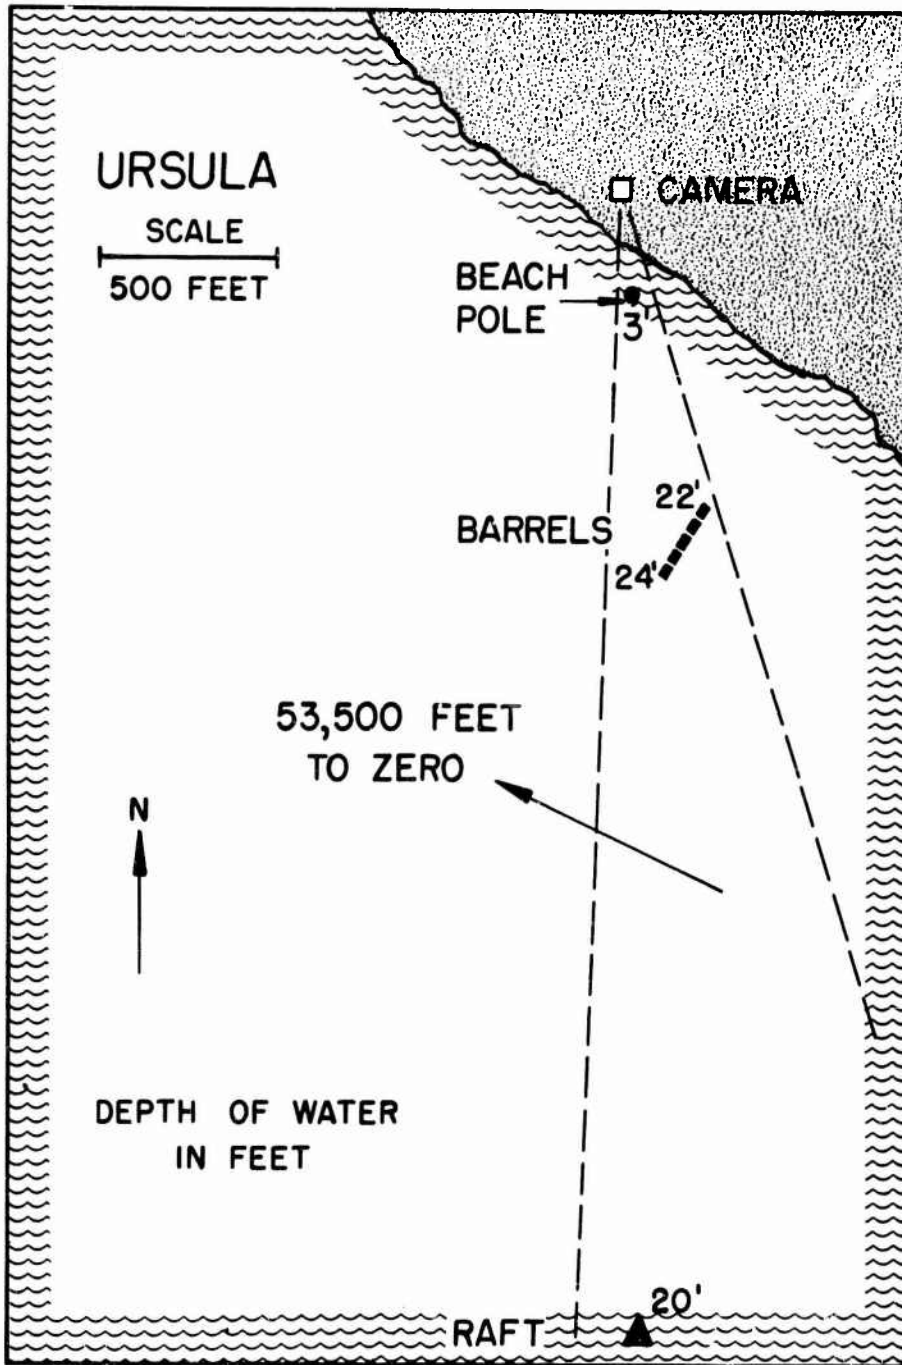 URSULA
SCALE
500 FEET
CAMERA
BEACH
POLE
3'
22'
BARRELS
24'
53,500 FEET
TO ZERO
N
DEPTH OF WATER
IN FEET
20'
RAFT